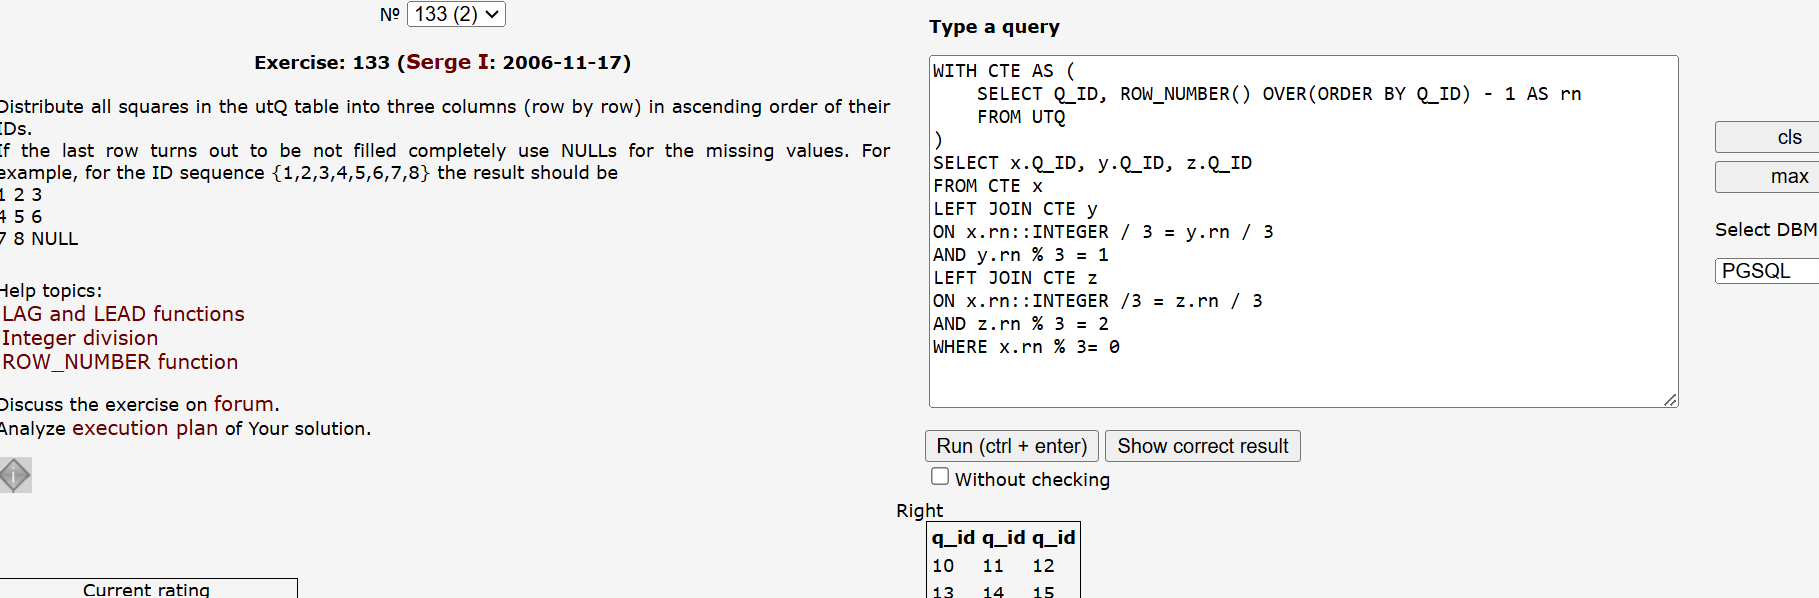 Nº 133 (2)
Exercise: 133 (Serge I: 2006-11-17)
Distribute all squares in the utQ table into three columns (row by row) in ascending order of their
IDs.
If the last row turns out to be not filled completely use NULLs for the missing values. For
example, for the ID sequence {1,2,3,4,5,6,7,8} the result should be
1 2 3
4 5 6
7 8 NULL
Help topics:
LAG and LEAD functions
Integer division
ROW_NUMBER function
Discuss the exercise on forum.
Analyze execution plan of Your solution.
Current rating
Type a query
WITH CTE AS (
    SELECT Q_ID, ROW_NUMBER() OVER(ORDER BY Q_ID) - 1 AS rn
    FROM UTQ
)
SELECT x.Q_ID, y.Q_ID, z.Q_ID
FROM CTE x
LEFT JOIN CTE y
ON x.rn::INTEGER / 3 = y.rn / 3
AND y.rn % 3 = 1
LEFT JOIN CTE z
ON x.rn::INTEGER /3 = z.rn / 3
AND z.rn % 3 = 2
WHERE x.rn % 3= 0
Run (ctrl + enter) Show correct result
Without checking
Right
q_id q_id q_id
10 11 12
13 14 15
cls
max
Select DBM
PGSQL